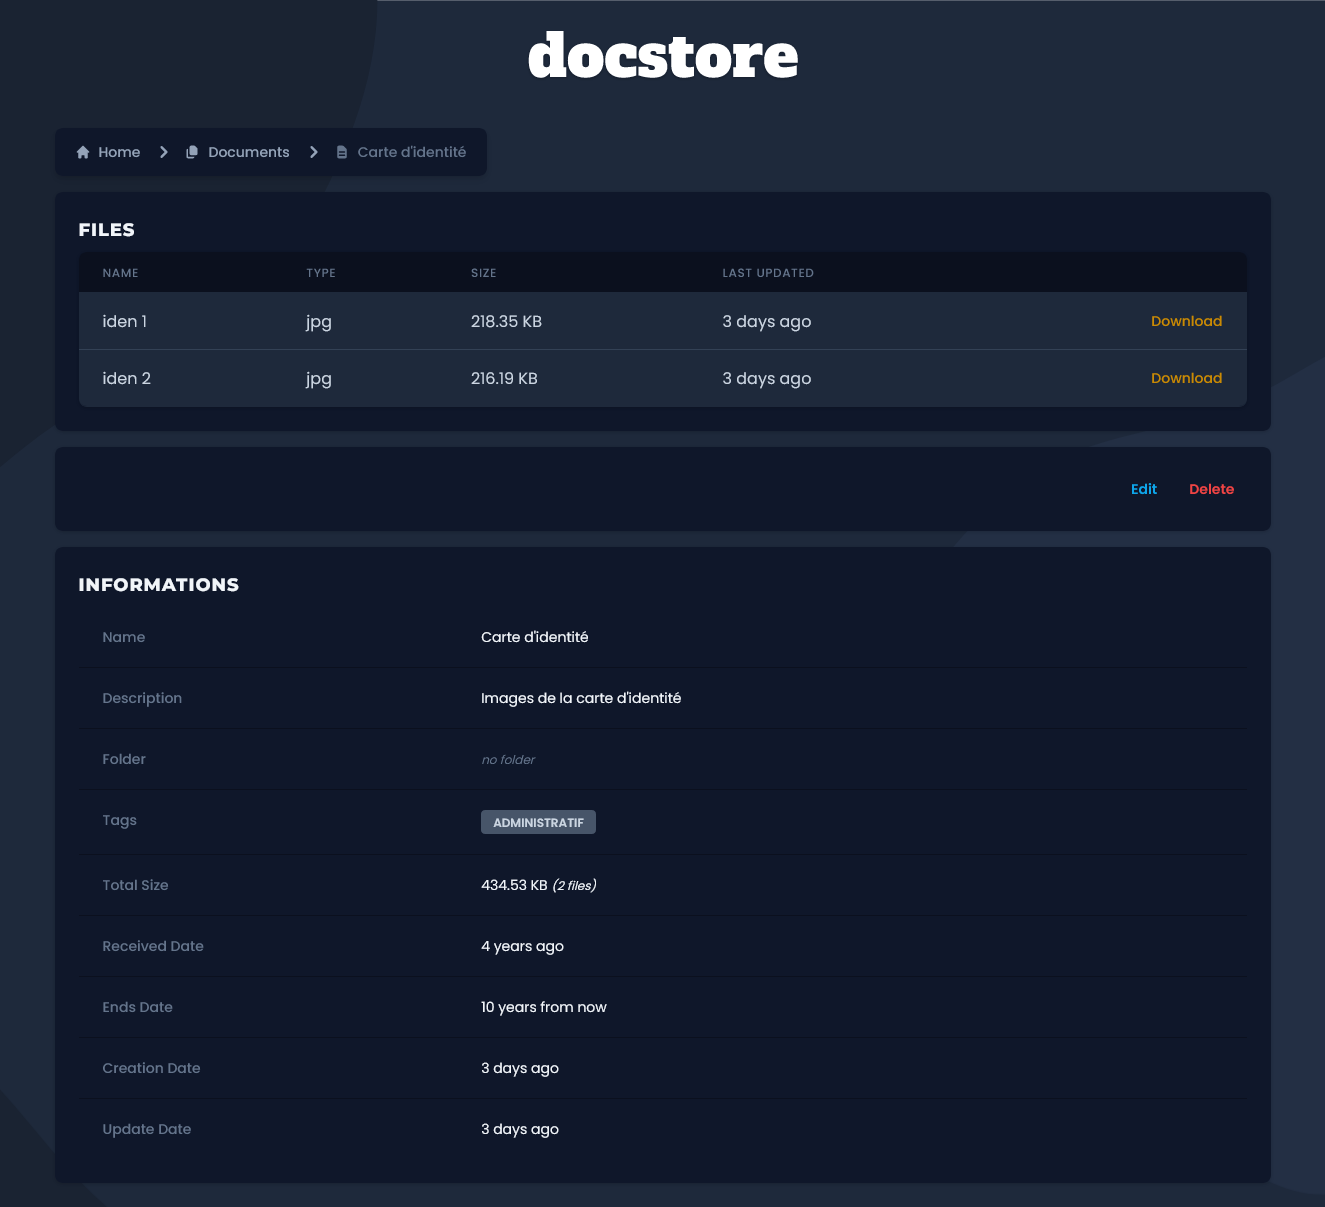 docstore
Home Documents Carte d'identité
FILES
NAME TYPE SIZE LAST UPDATED
iden 1 jpg 218.35 KB 3 days ago Download
iden 2 jpg 216.19 KB 3 days ago Download
Edit Delete
INFORMATIONS
Name Carte d'identité
Description Images de la carte d'identité
Folder no folder
Tags ADMINISTRATIF
Total Size 434.53 KB (2 files)
Received Date 4 years ago
Ends Date 10 years from now
Creation Date 3 days ago
Update Date 3 days ago